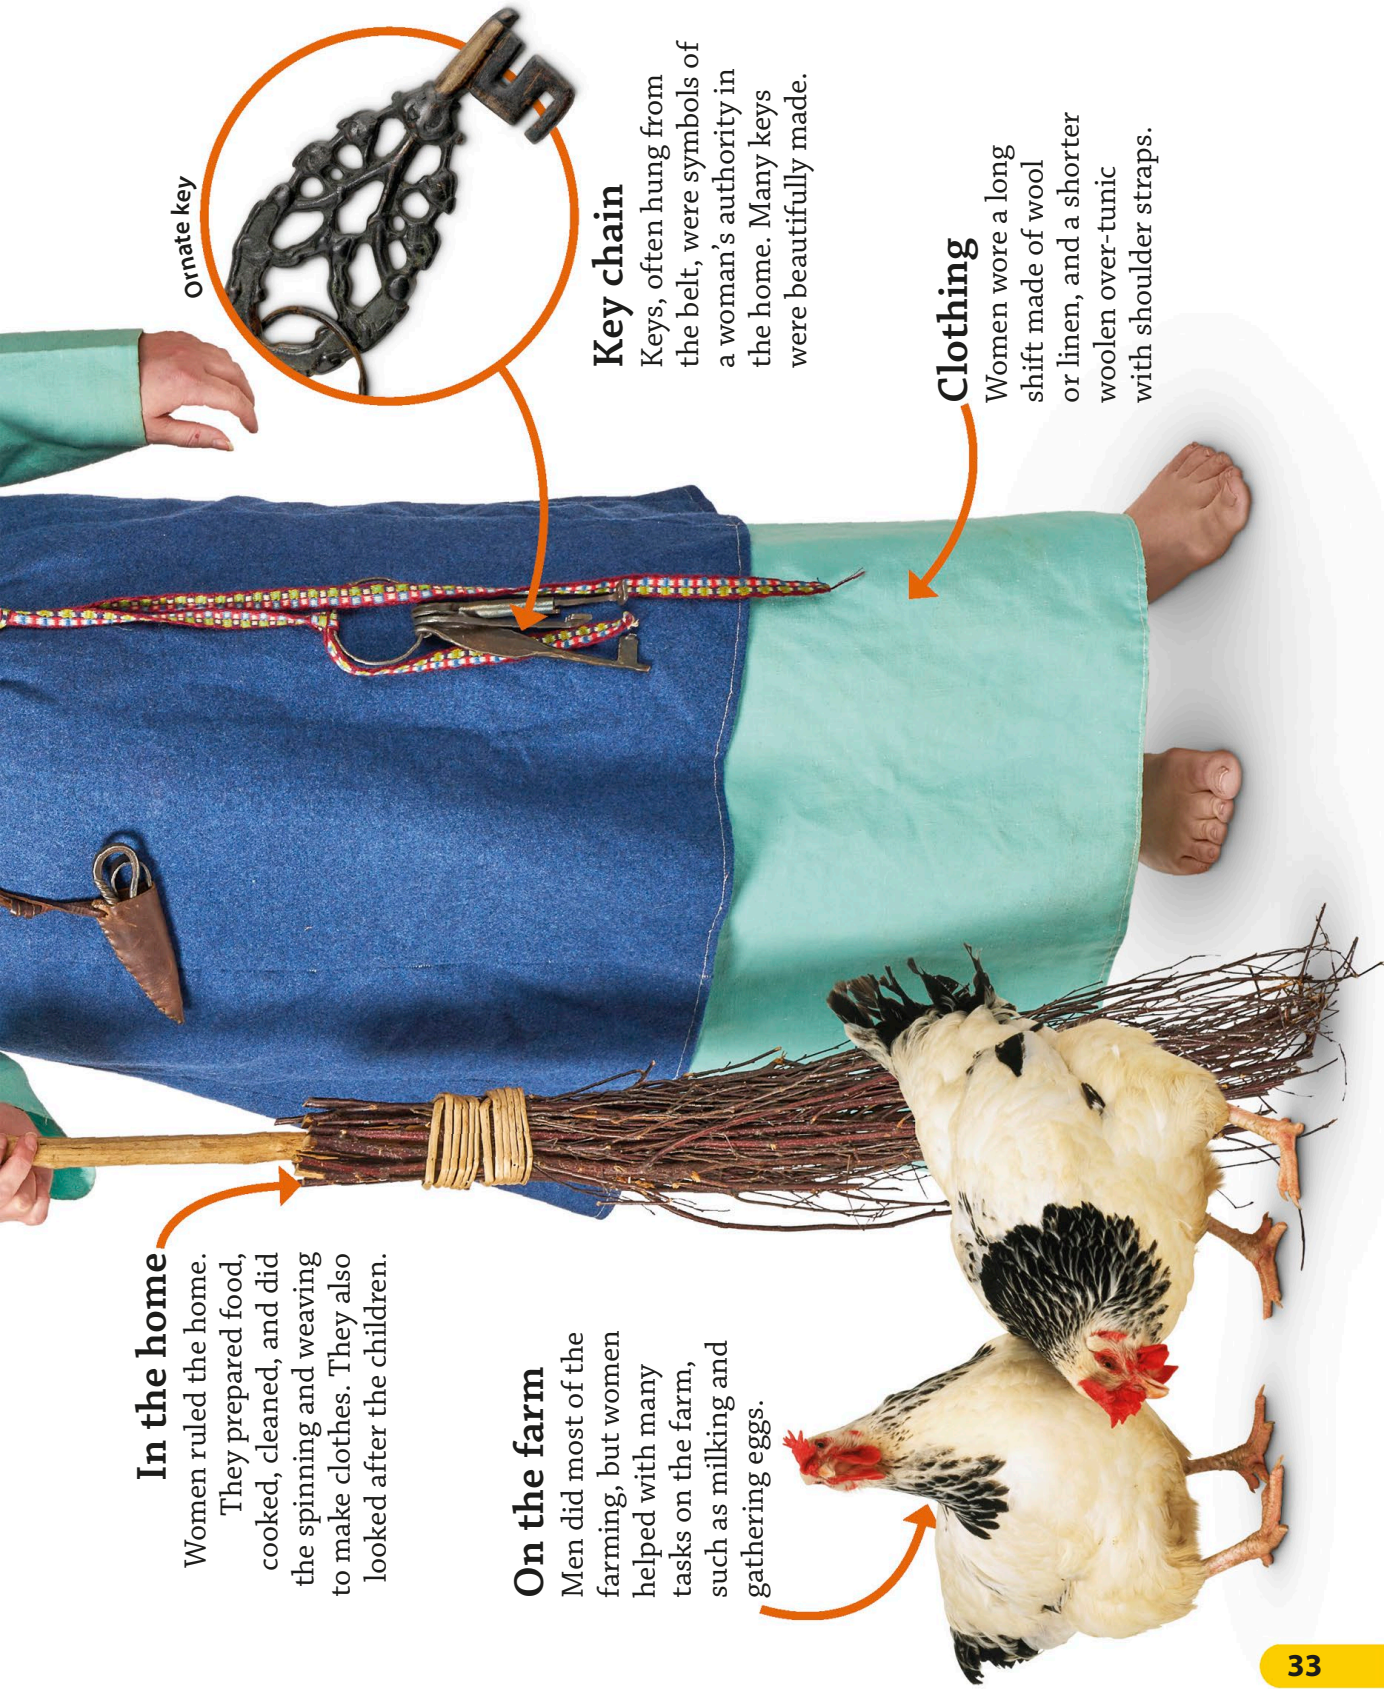 In the home
Women ruled the home.
They prepared food,
cooked, cleaned, and did
the spinning and weaving
to make clothes. They also
looked after the children.
On the farm
Men did most of the
farming, but women
helped with many
tasks on the farm,
such as milking and
gathering eggs.
Ornate key
Key chain
Keys, often hung from
the belt, were symbols of
a woman's authority in
the home. Many keys
were beautifully made.
Clothing
Women wore a long
shift made of wool
or linen, and a shorter
woolen over-tunic
with shoulder straps.
33